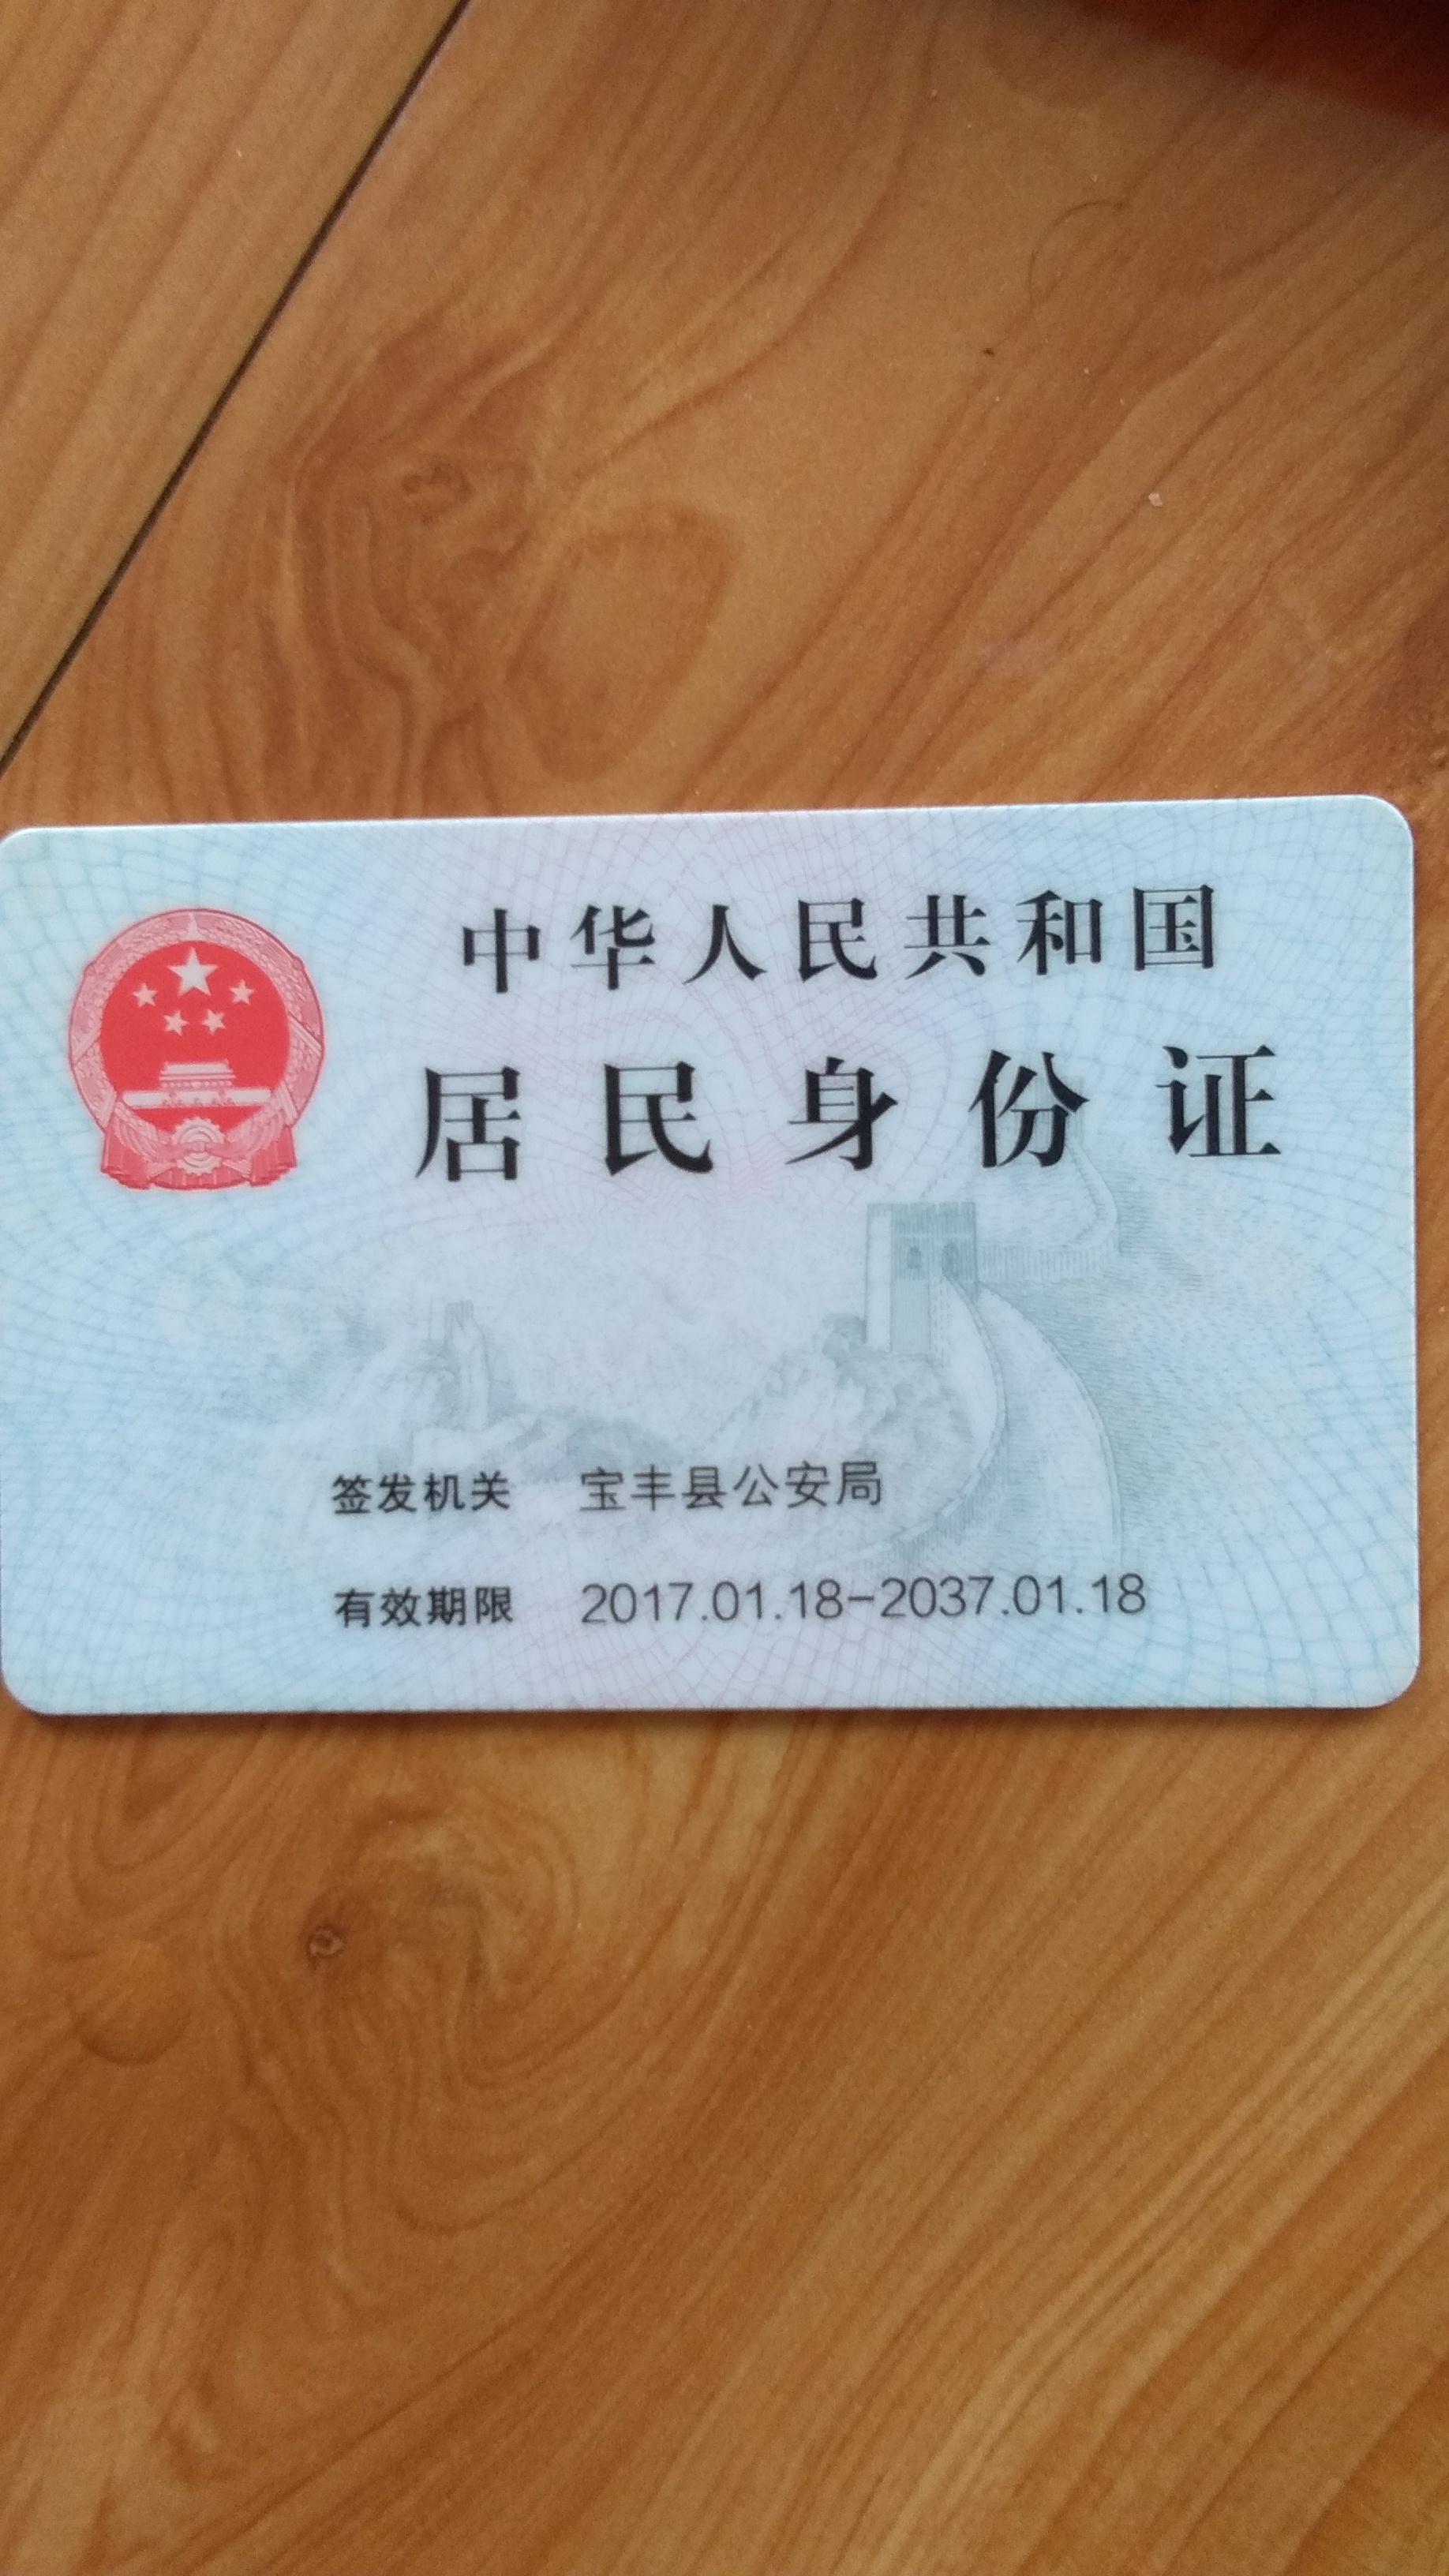 中华人民共和国
居民身份证
签发机关 宝丰县公安局
有效期限 2017.01.18-2037.01.18